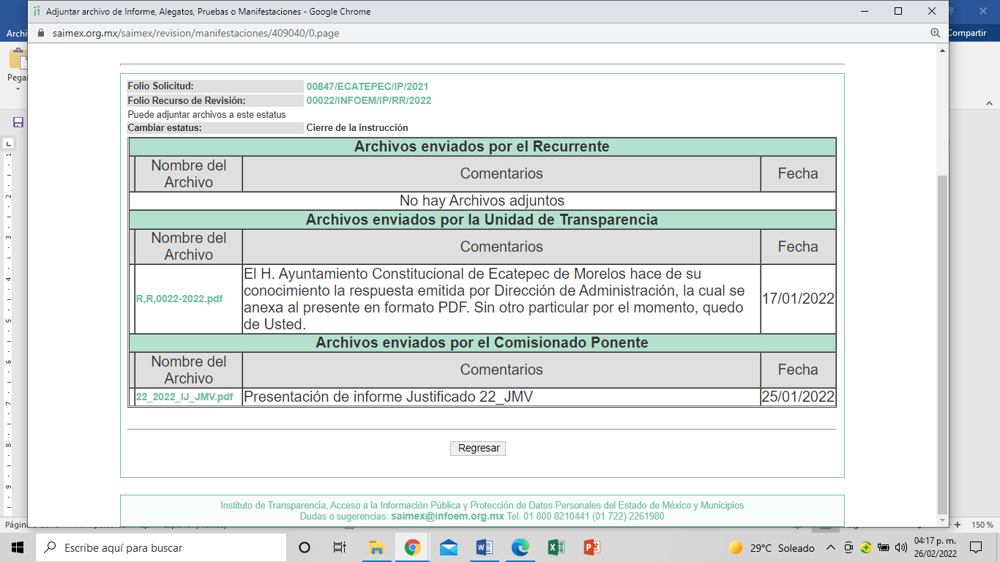 Adjuntar archivo de Informe, Alegatos, Pruebas o Manifestaciones - Google Chrome
saimex.org.mx/saimex/revision/manifestaciones/409040/0.page
Archi
Compartir
Pegar
Folio Solicitud: 00847/ECATEPEC/IP/2021
Folio Recurso de Revisión: 00022/INFOEM/IP/RR/2022
Puede adjuntar archivos a este estatus
Cambiar estatus: Cierre de la instrucción
Archivos enviados por el Recurrente
Nombre del Archivo Comentarios Fecha
No hay Archivos adjuntos
Archivos enviados por la Unidad de Transparencia
Nombre del Archivo Comentarios Fecha
R,R,0022-2022.pdf
El H. Ayuntamiento Constitucional de Ecatepec de Morelos hace de su
conocimiento la respuesta emitida por Dirección de Administración, la cual se
anexa al presente en formato PDF. Sin otro particular por el momento, quedo
de Usted.
17/01/2022
Archivos enviados por el Comisionado Ponente
Nombre del Archivo Comentarios Fecha
22_2022_IJ_JMV.pdf Presentación de informe Justificado 22_JMV 25/01/2022
Regresar
Instituto de Transparencia, Acceso a la Información Pública y Protección de Datos Personales del Estado de México y Municipios
Dudas o sugerencias: saimex@infoem.org.mx Tel. 01 800 8210441 (01 722) 2261980
150 %
Escribe aquí para buscar
29°C Soleado
04:17 p. m.
26/02/2022